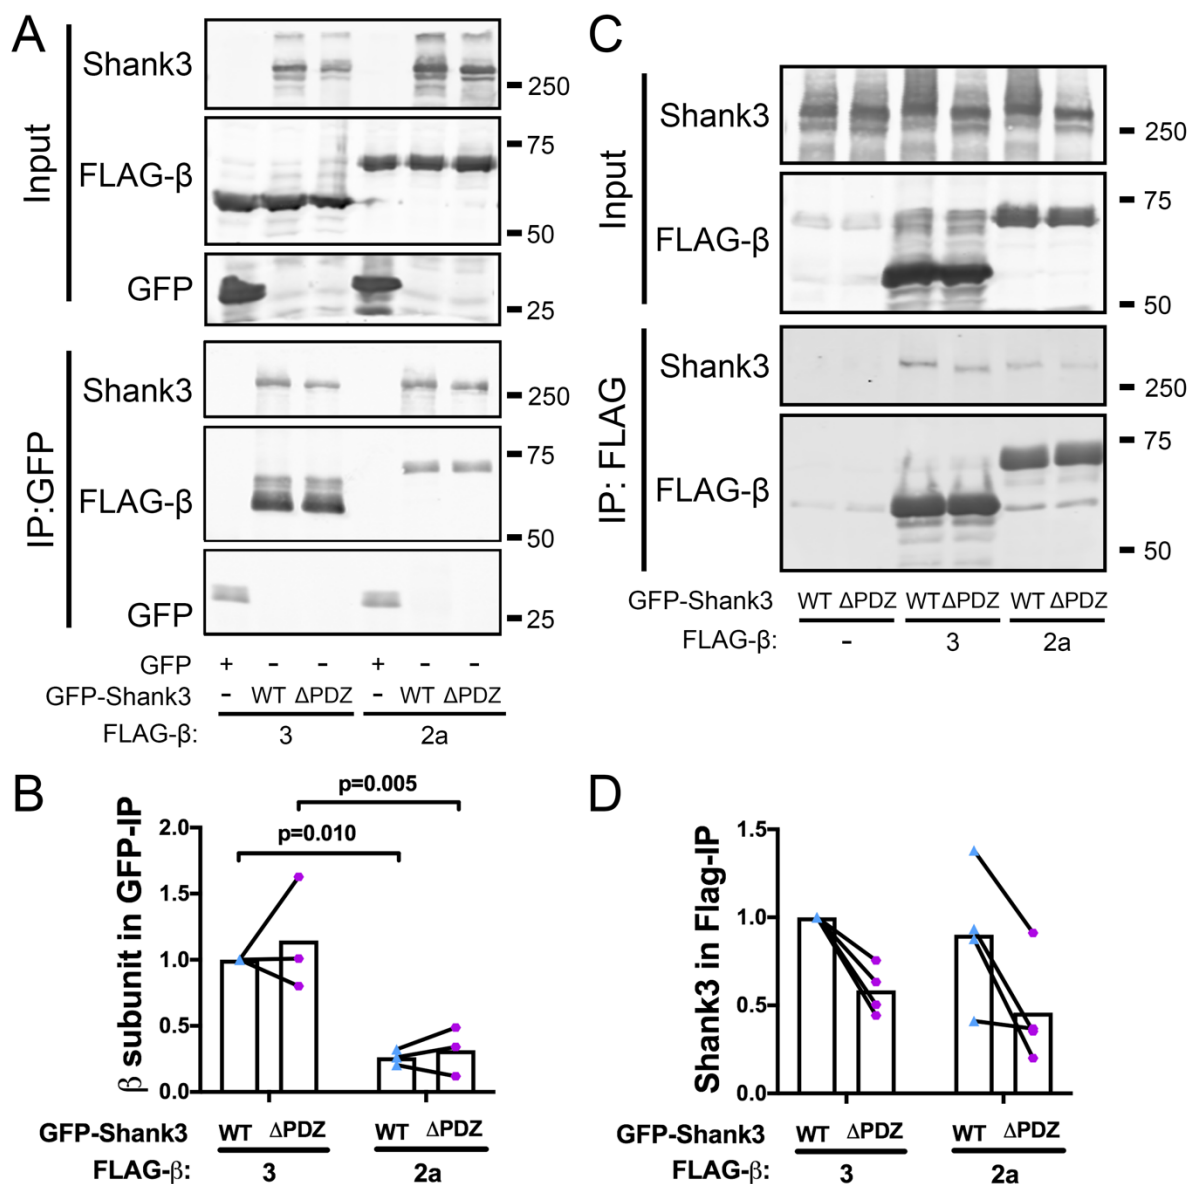 A
Input
Shank3
250
FLAG-β
75
50
GFP
25
IP:GFP
Shank3
250
FLAG-β
75
50
GFP
25
GFP + - - + - -
GFP-Shank3 - WT ΔPDZ - WT ΔPDZ
FLAG-β: 3 2a
C
Input
Shank3
250
FLAG-β
75
50
IP: FLAG
Shank3
250
FLAG-β
75
50
GFP-Shank3 WT ΔPDZ WT ΔPDZ WT ΔPDZ
FLAG-β: - 3 2a
B
β subunit in GFP-IP
2.0
1.5
1.0
0.5
0.0
p=0.005
p=0.010
GFP-Shank3 WT ΔPDZ WT ΔPDZ
FLAG-β: 3 2a
D
Shank3 in Flag-IP
1.5
1.0
0.5
0.0
GFP-Shank3 WT ΔPDZ WT ΔPDZ
FLAG-β: 3 2a